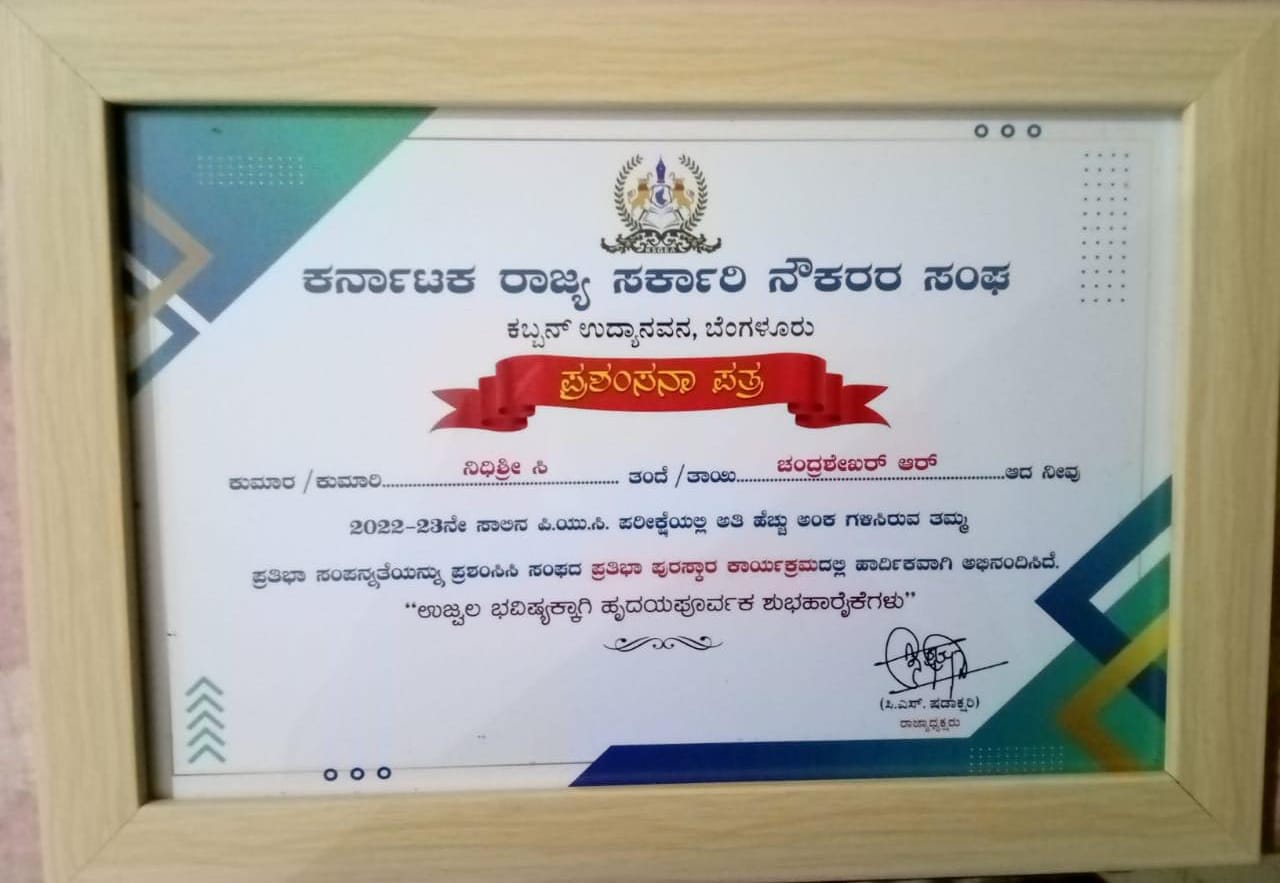 KSGEA
ಕರ್ನಾಟಕ ರಾಜ್ಯ ಸರ್ಕಾರಿ ನೌಕರರ ಸಂಘ
ಕಬ್ಬನ್ ಉದ್ಯಾನವನ, ಬೆಂಗಳೂರು
ಪ್ರಶಂಸನಾ ಪತ್ರ
ಕುಮಾರ/ಕುಮಾರಿ ನಿಧಿಶ್ರೀ ಸಿ ತಂದೆ/ತಾಯಿ ಚಂದ್ರಶೇಖರ್ ಆರ್ ಆದ ನೀವು
2022-23ನೇ ಸಾಲಿನ ಪಿ.ಯು.ಸಿ. ಪರೀಕ್ಷೆಯಲ್ಲಿ ಅತಿ ಹೆಚ್ಚು ಅಂಕ ಗಳಿಸಿರುವ ತಮ್ಮ
ಪ್ರತಿಭಾ ಸಂಪನ್ನತೆಯನ್ನು ಪ್ರಶಂಸಿಸಿ ಸಂಘದ ಪ್ರತಿಭಾ ಪುರಸ್ಕಾರ ಕಾರ್ಯಕ್ರಮದಲ್ಲಿ ಹಾರ್ದಿಕವಾಗಿ ಅಭಿನಂದಿಸಿದೆ.
“ಉಜ್ವಲ ಭವಿಷ್ಯಕ್ಕಾಗಿ ಹೃದಯಪೂರ್ವಕ ಶುಭಹಾರೈಕೆಗಳು”
(ಸಿ.ಎಸ್. ಷಡಾಕ್ಷರಿ)
ರಾಜ್ಯಾಧ್ಯಕ್ಷರು